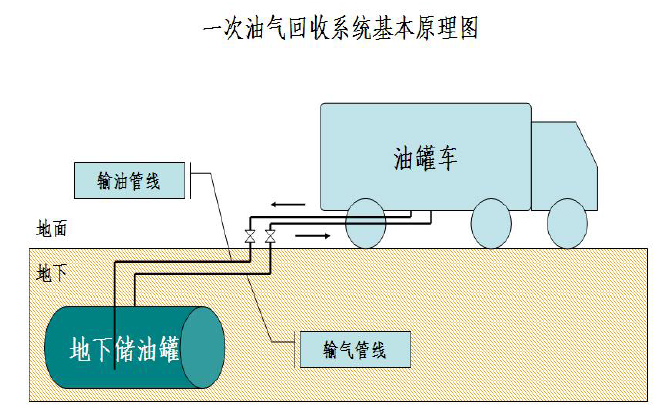 一次油气回收系统基本原理图
油罐车
输油管线
地面
地下
地下储油罐
输气管线